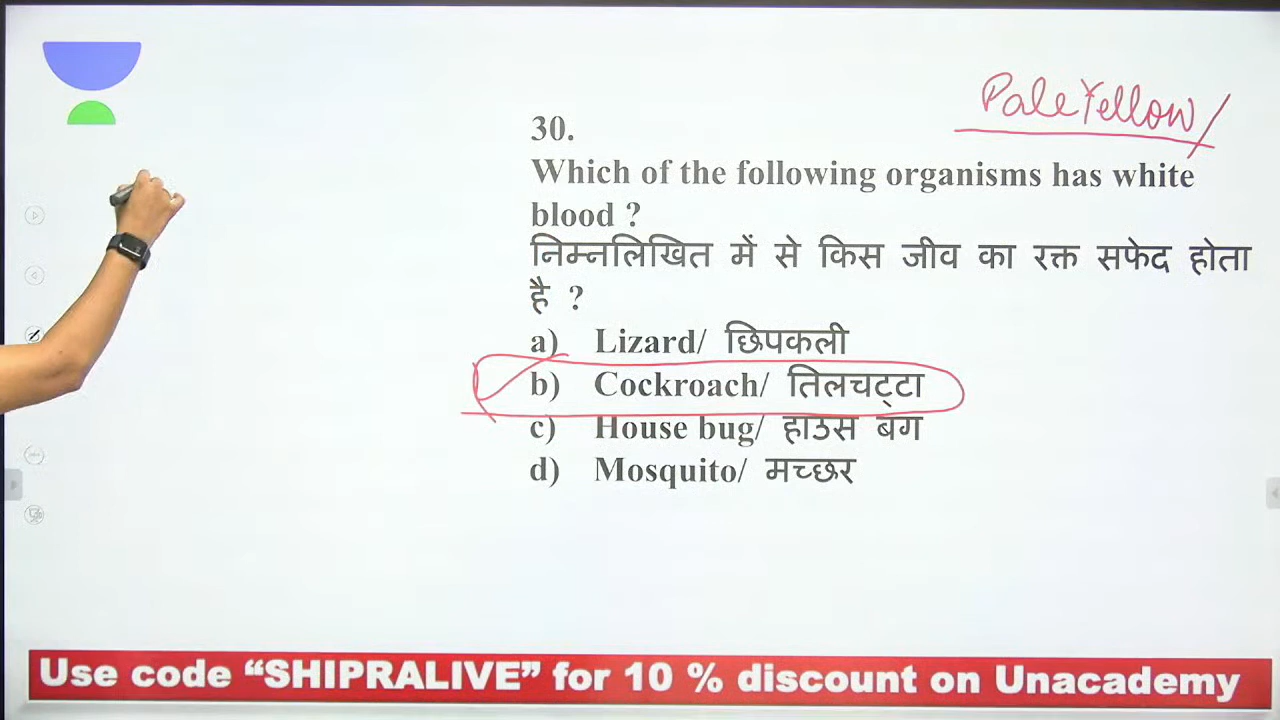 Pale Yellow/
30.
Which of the following organisms has white
blood ?
निम्नलिखित में से किस जीव का रक्त सफेद होता
है ?
a) Lizard/ छिपकली
b) Cockroach/ तिलचट्टा
c) House bug/ हाउस बग
d) Mosquito/ मच्छर
Use code “SHIPRALIVE” for 10 % discount on Unacademy